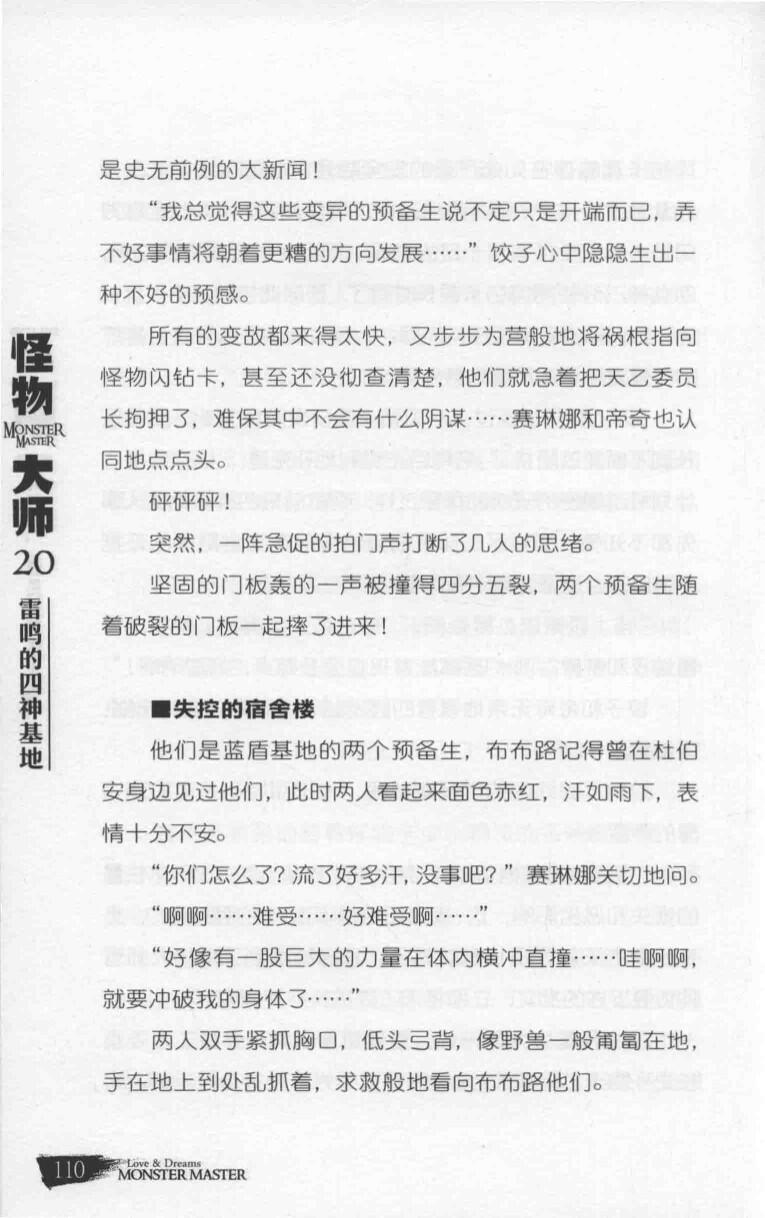 是史无前例的大新闻！
“我总觉得这些变异的预备生说不定只是开端而已，弄
不好事情将朝着更糟的方向发展……”饺子心中隐隐生出一
种不好的预感。
所有的变故都来得太快，又步步为营般地将祸根指向
怪物闪钻卡，甚至还没彻查清楚，他们就急着把天乙委员
长拘押了，难保其中不会有什么阴谋……赛琳娜和帝奇也认
同地点点头。
砰砰砰！
突然，一阵急促的拍门声打断了几人的思绪。
坚固的门板轰的一声被撞得四分五裂，两个预备生随
着破裂的门板一起摔了进来！
■失控的宿舍楼
他们是蓝盾基地的两个预备生，布布路记得曾在杜伯
安身边见过他们，此时两人看起来面色赤红，汗如雨下，表
情十分不安。
“你们怎么了？流了好多汗，没事吧？”赛琳娜关切地问。
“啊啊……难受……好难受啊……”
“好像有一股巨大的力量在体内横冲直撞……哇啊啊，
就要冲破我的身体了……”
两人双手紧抓胸口，低头弓背，像野兽一般匍匐在地，
手在地上到处乱抓着，求救般地看向布布路他们。
怪物
MONSTER
MASTER
大师
20
雷鸣的四神基地
110
Love & Dreams
MONSTER MASTER